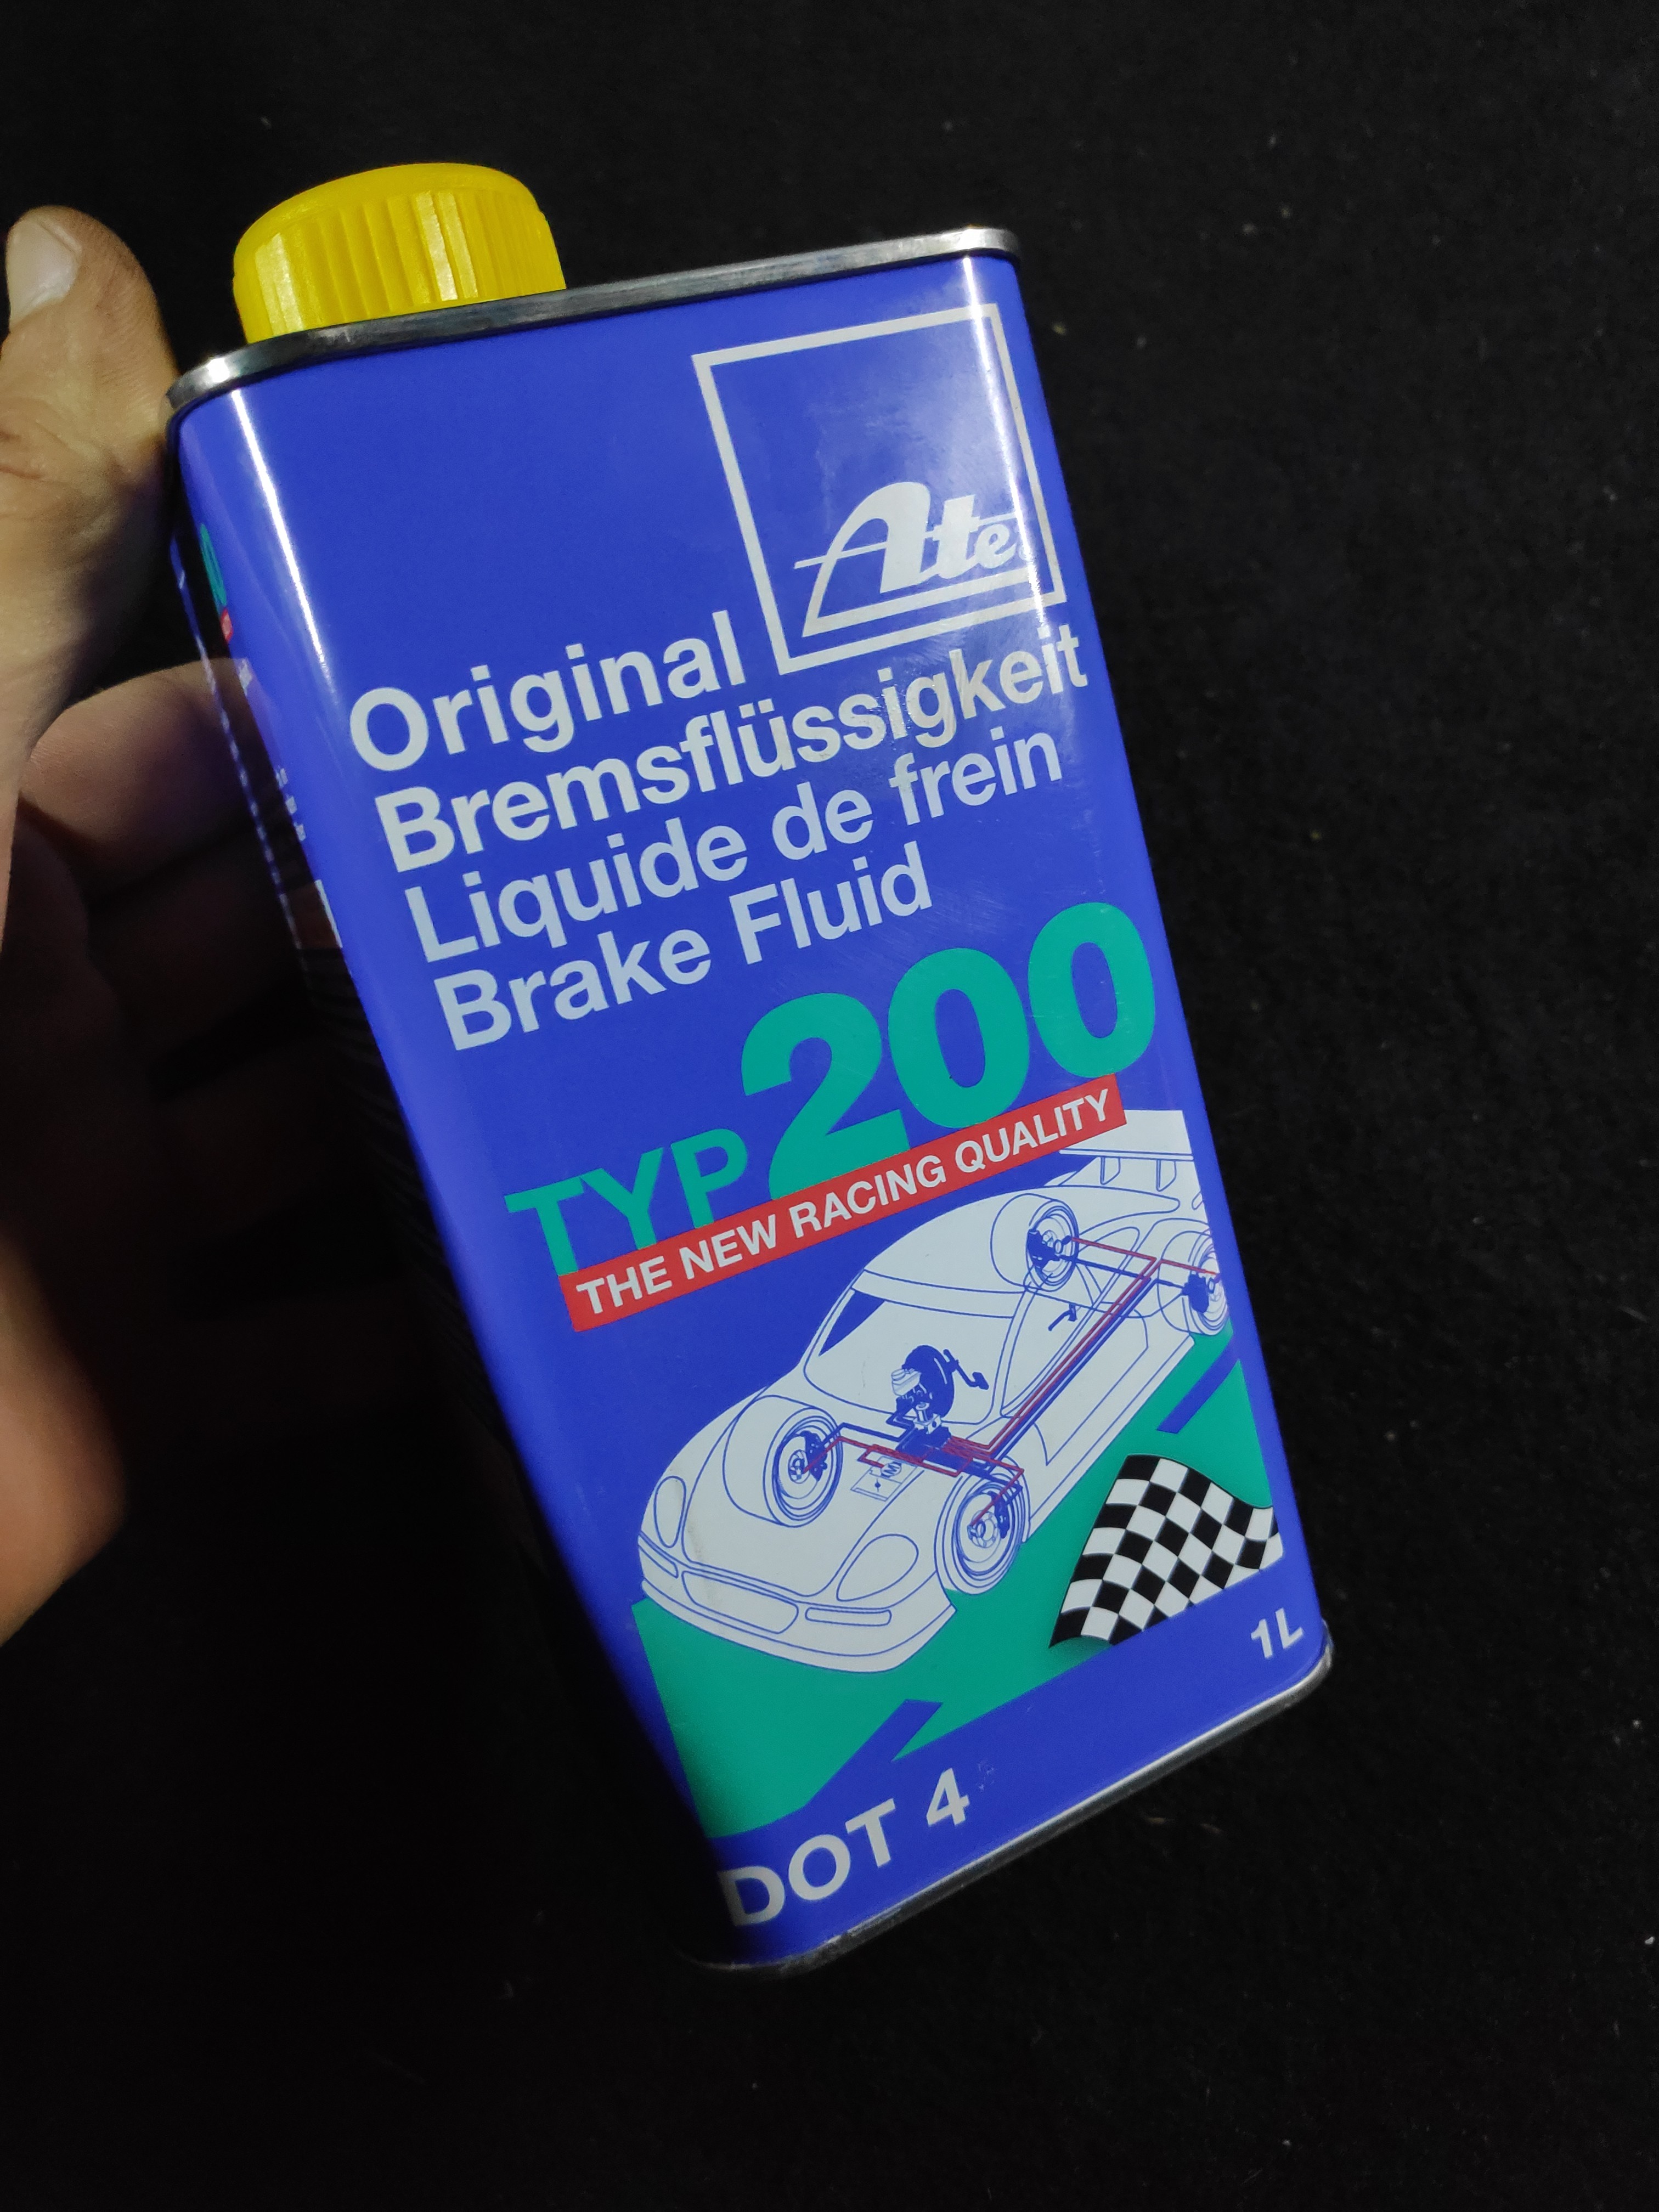 Ate
Original
Bremsflüssigkeit
Liquide de frein
Brake Fluid
TYP 200
THE NEW RACING QUALITY
1L
DOT 4